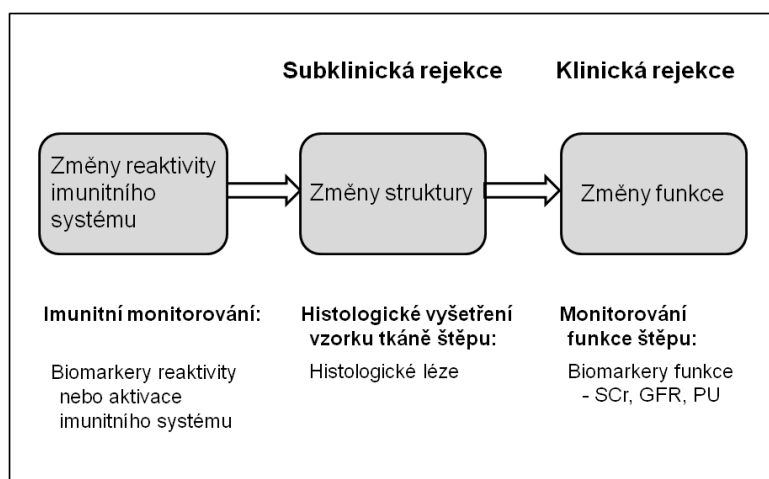 Subklinická rejekce
Klinická rejekce
Změny reaktivity
imunitního
systému
Změny struktury
Změny funkce
Imunitní monitorování:
Biomarkery reaktivity
nebo aktivace
imunitního systému
Histologické vyšetření
vzorku tkáně štěpu:
Histologické léze
Monitorování
funkce štěpu:
Biomarkery funkce
- SCr, GFR, PU